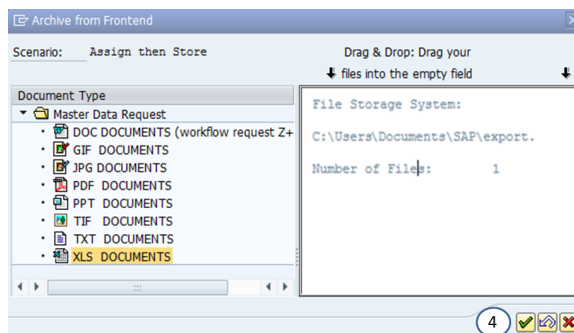 Archive from Frontend
Scenario: Assign then Store
Drag & Drop: Drag your
files into the empty field
Document Type
Master Data Request
DOC DOCUMENTS (workflow request Z+
GIF DOCUMENTS
JPG DOCUMENTS
PDF DOCUMENTS
PPT DOCUMENTS
TIF DOCUMENTS
TXT DOCUMENTS
XLS DOCUMENTS
File Storage System:
C:\Users\Documents\SAP\export.
Number of Files: 1
4